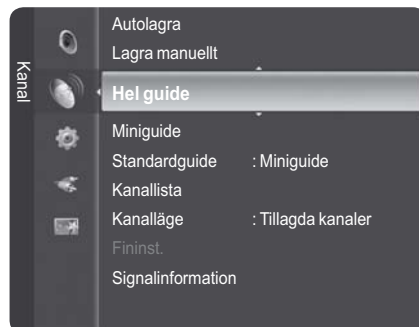 Kanal
Autolagra
Lagra manuellt
Hel guide
Miniguide
Standardguide : Miniguide
Kanallista
Kanalläge : Tillagda kanaler
Fininst.
Signalinformation